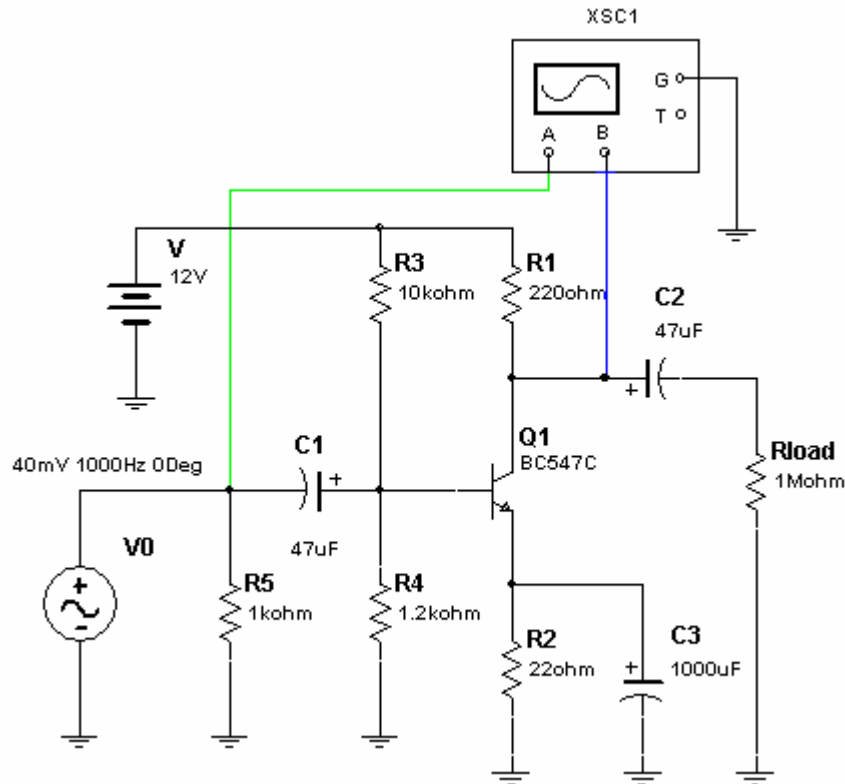 XSC1
G
T
A
B
V
12V
R3
10kohm
R1
220ohm
C2
47uF
+
40mV 1000Hz 0Deg
C1
+
47uF
Q1
BC547C
Rload
1Mohm
V0
+
-
R5
1kohm
R4
1.2kohm
R2
22ohm
C3
+
1000uF